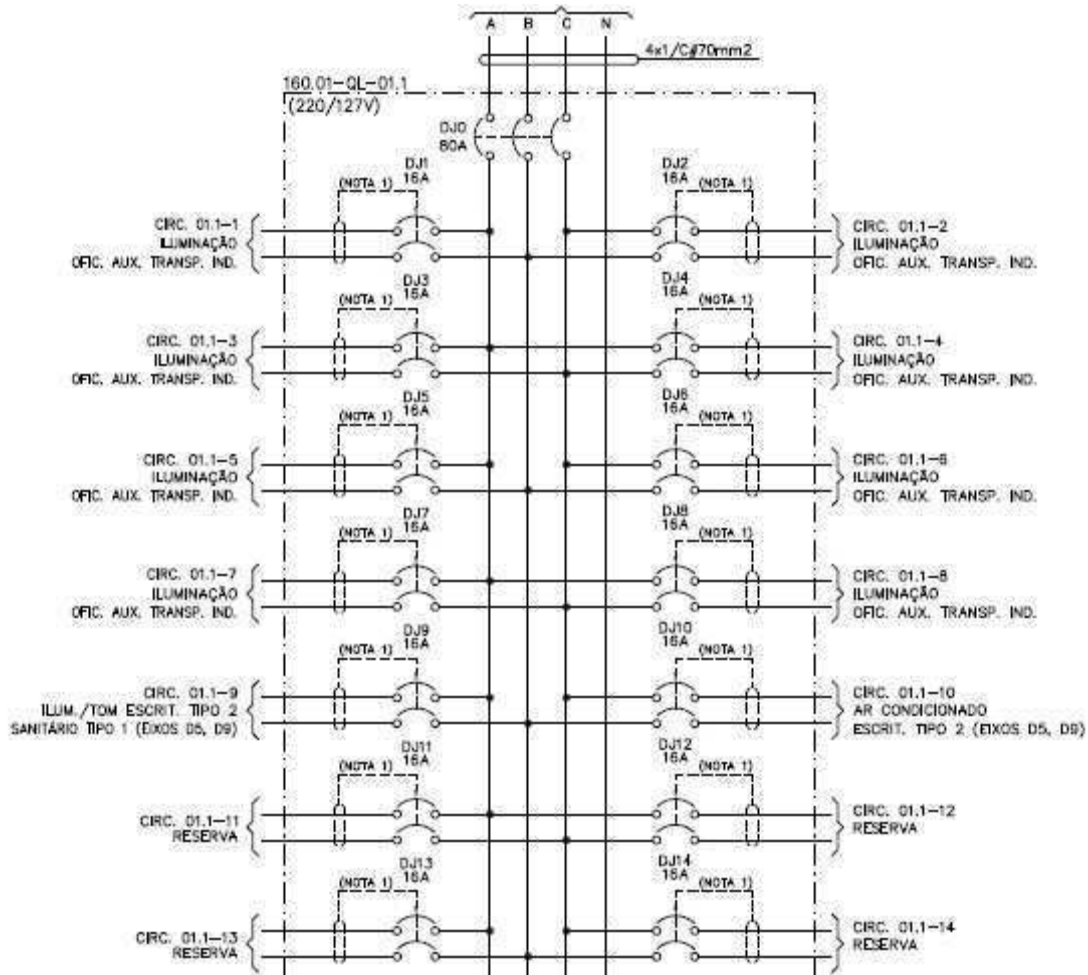 A B C N
4x1/C#70mm2
160.01-QL-01.1
(220/127V)
DJ0
80A
DJ1
16A
(NOTA 1)
CIRC. 01.1-1
ILUMINAÇÃO
OFIC. AUX. TRANSP. IND.
DJ2
16A
(NOTA 1)
CIRC. 01.1-2
ILUMINAÇÃO
OFIC. AUX. TRANSP. IND.
DJ3
16A
(NOTA 1)
CIRC. 01.1-3
ILUMINAÇÃO
OFIC. AUX. TRANSP. IND.
DJ4
16A
(NOTA 1)
CIRC. 01.1-4
ILUMINAÇÃO
OFIC. AUX. TRANSP. IND.
DJ5
16A
(NOTA 1)
CIRC. 01.1-5
ILUMINAÇÃO
OFIC. AUX. TRANSP. IND.
DJ6
16A
(NOTA 1)
CIRC. 01.1-6
ILUMINAÇÃO
OFIC. AUX. TRANSP. IND.
DJ7
16A
(NOTA 1)
CIRC. 01.1-7
ILUMINAÇÃO
OFIC. AUX. TRANSP. IND.
DJ8
16A
(NOTA 1)
CIRC. 01.1-8
ILUMINAÇÃO
OFIC. AUX. TRANSP. IND.
DJ9
16A
(NOTA 1)
CIRC. 01.1-9
ILUM./TOM ESCRIT. TIPO 2
SANITÁRIO TIPO 1 (EIXOS D5, D9)
DJ10
16A
(NOTA 1)
CIRC. 01.1-10
AR CONDICIONADO
ESCRIT. TIPO 2 (EIXOS D5, D9)
DJ11
16A
(NOTA 1)
CIRC. 01.1-11
RESERVA
DJ12
16A
(NOTA 1)
CIRC. 01.1-12
RESERVA
DJ13
16A
(NOTA 1)
CIRC. 01.1-13
RESERVA
DJ14
16A
(NOTA 1)
CIRC. 01.1-14
RESERVA